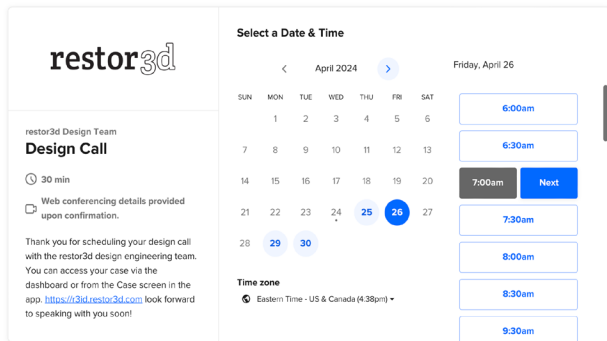 restor3d
restor3d Design Team
Design Call
30 min
Web conferencing details provided
upon confirmation.
Thank you for scheduling your design call
with the restor3d design engineering team.
You can access your case via the
dashboard or from the Case screen in the
app. https://r3id.restor3d.com look forward
to speaking with you soon!
Select a Date & Time
< April 2024 >
SUN MON TUE WED THU FRI SAT
1 2 3 4 5 6
7 8 9 10 11 12 13
14 15 16 17 18 19 20
21 22 23 24 25 26 27
28 29 30
Time zone
Eastern Time - US & Canada (4:38pm)
Friday, April 26
6:00am
6:30am
7:00am Next
7:30am
8:00am
8:30am
9:30am